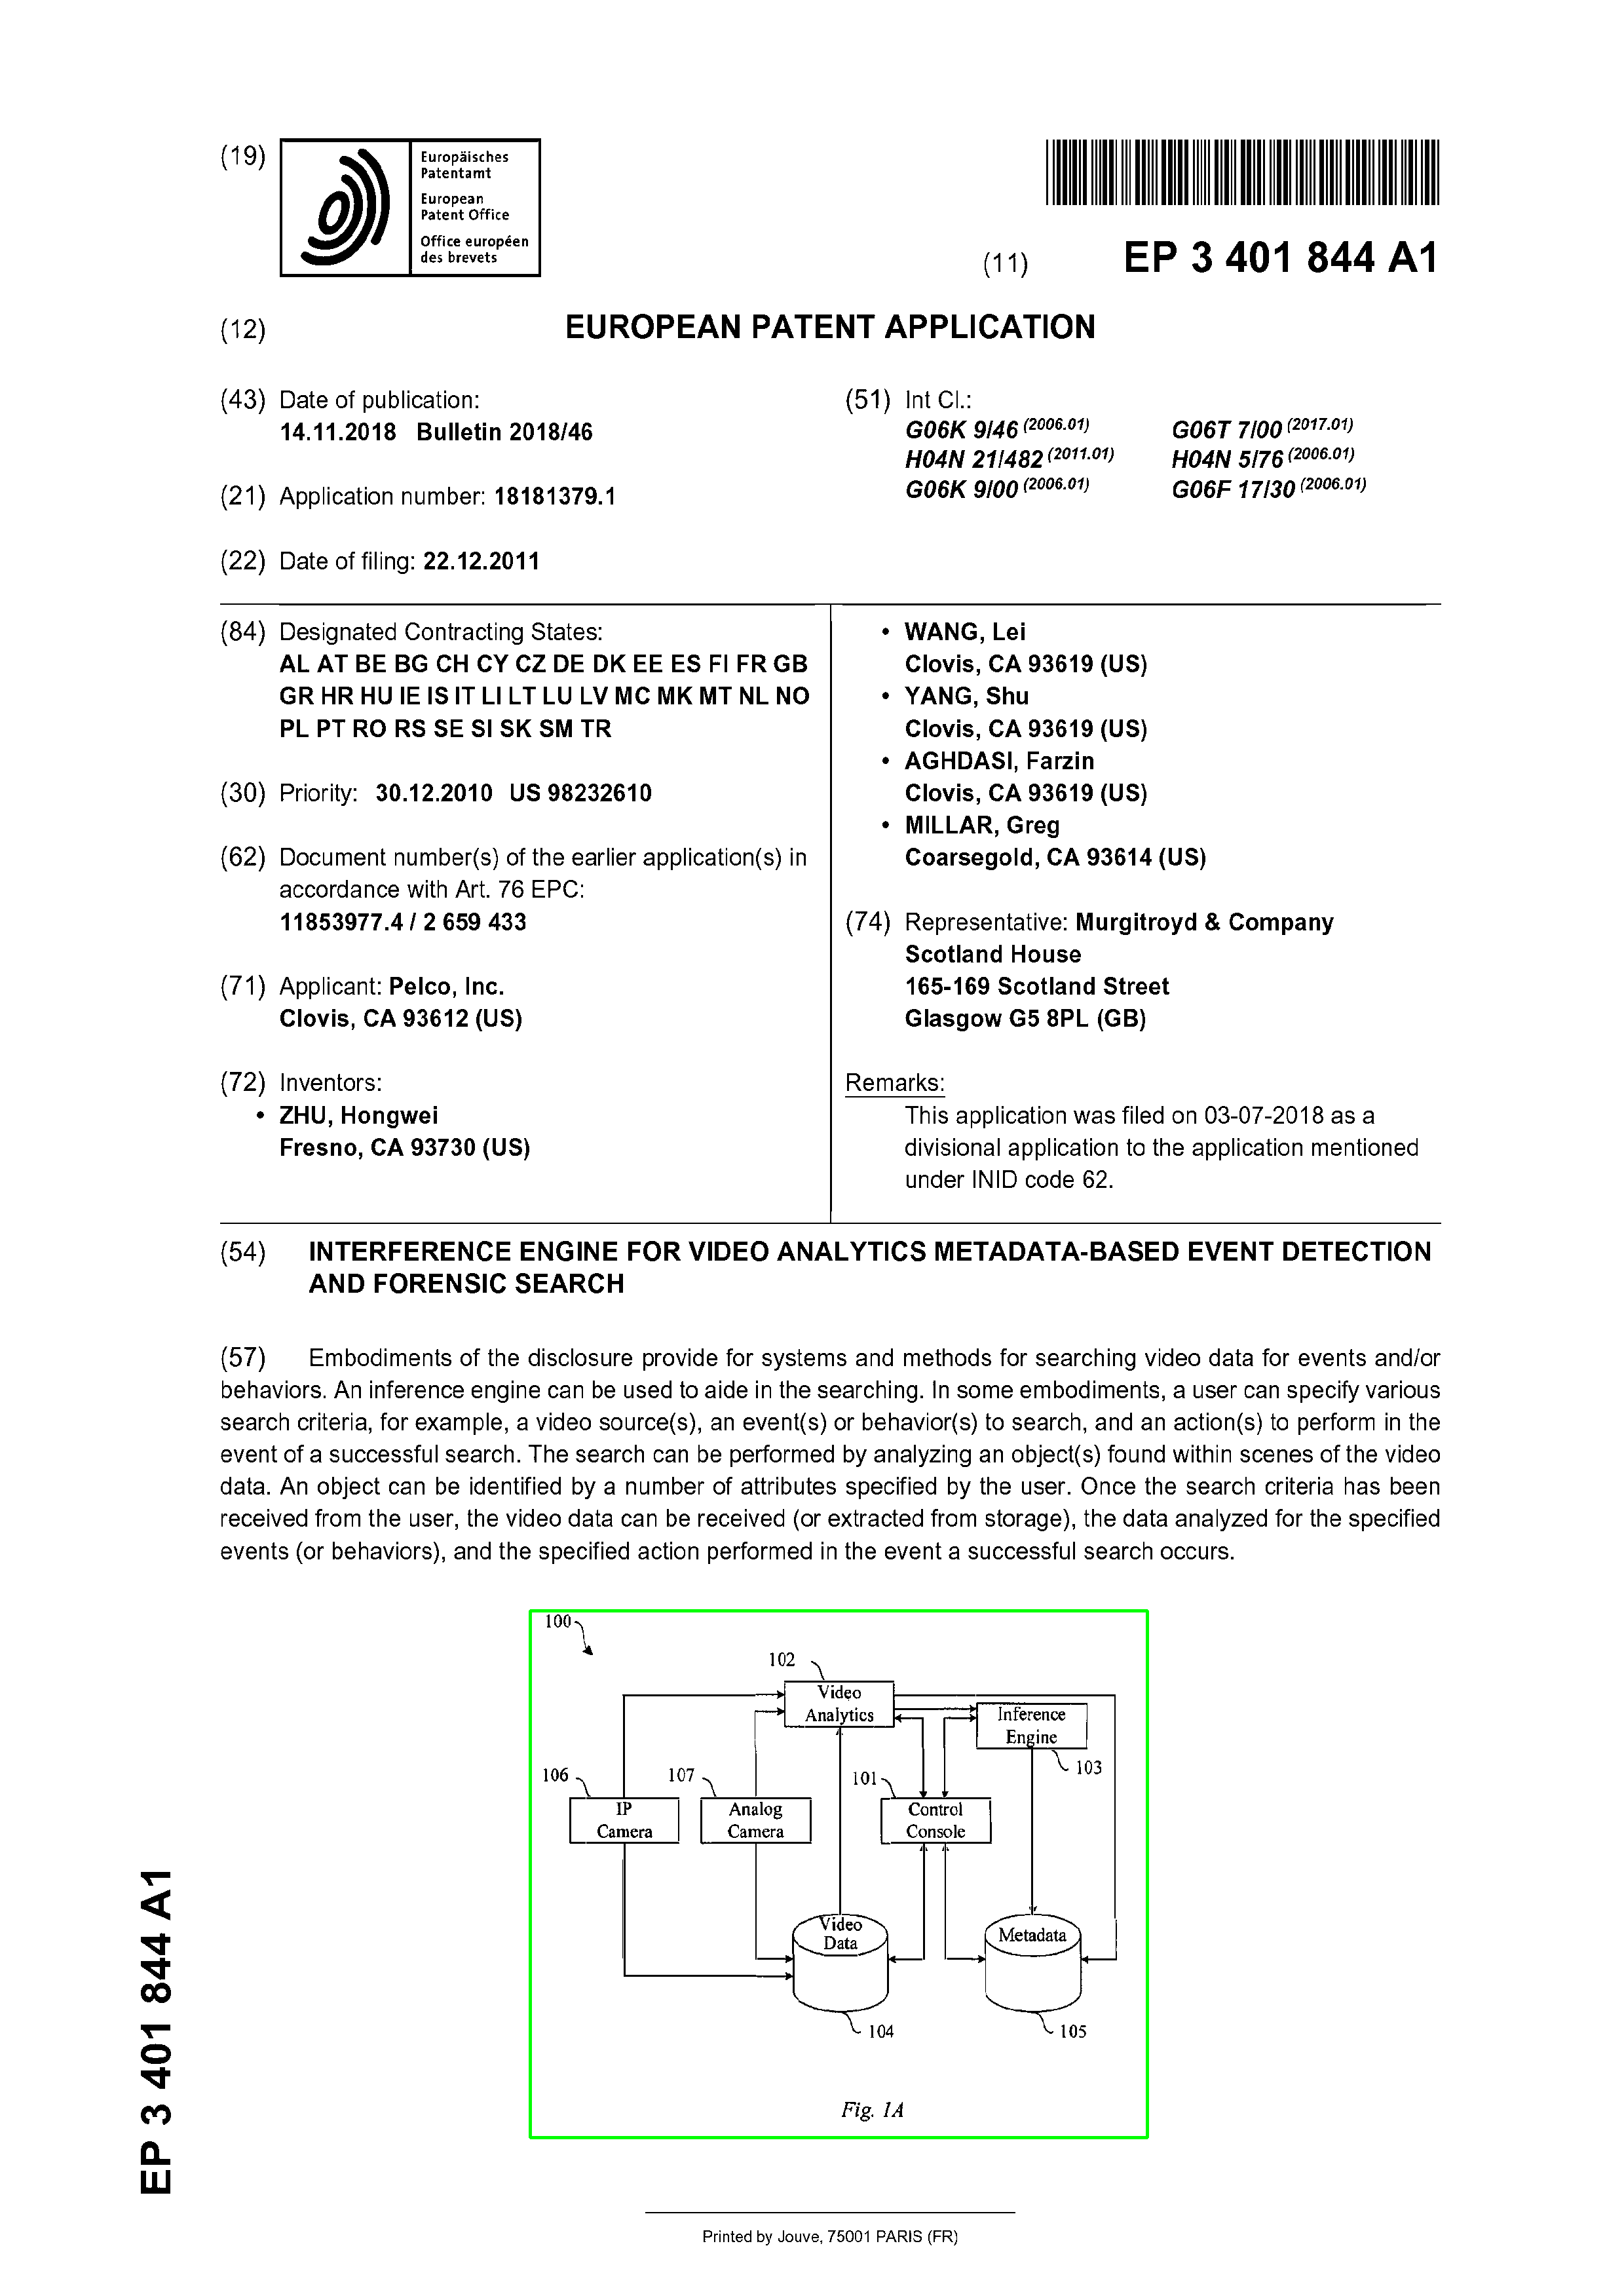 (19)
Europäisches
Patentamt
European
Patent Office
Office européen
des brevets
(11)
EP 3 401 844 A1
(12)
EUROPEAN PATENT APPLICATION
(43) Date of publication:
14.11.2018 Bulletin 2018/46
(21) Application number: 18181379.1
(22) Date of filing: 22.12.2011
(51) Int Cl.:
G06K 9/46 (2006.01) G06T 7/00 (2017.01)
H04N 21/482 (2011.01) H04N 5/76 (2006.01)
G06K 9/00 (2006.01) G06F 17/30 (2006.01)
(84) Designated Contracting States:
AL AT BE BG CH CY CZ DE DK EE ES FI FR GB
GR HR HU IE IS IT LI LT LU LV MC MK MT NL NO
PL PT RO RS SE SI SK SM TR
(30) Priority: 30.12.2010 US 98232610
(62) Document number(s) of the earlier application(s) in
accordance with Art. 76 EPC:
11853977.4 / 2 659 433
(71) Applicant: Pelco, Inc.
Clovis, CA 93612 (US)
(72) Inventors:
• ZHU, Hongwei
Fresno, CA 93730 (US)
• WANG, Lei
Clovis, CA 93619 (US)
• YANG, Shu
Clovis, CA 93619 (US)
• AGHDASI, Farzin
Clovis, CA 93619 (US)
• MILLAR, Greg
Coarsegold, CA 93614 (US)
(74) Representative: Murgitroyd & Company
Scotland House
165-169 Scotland Street
Glasgow G5 8PL (GB)
Remarks:
This application was filed on 03-07-2018 as a
divisional application to the application mentioned
under INID code 62.
(54) INTERFERENCE ENGINE FOR VIDEO ANALYTICS METADATA-BASED EVENT DETECTION
AND FORENSIC SEARCH
(57) Embodiments of the disclosure provide for systems and methods for searching video data for events and/or
behaviors. An inference engine can be used to aide in the searching. In some embodiments, a user can specify various
search criteria, for example, a video source(s), an event(s) or behavior(s) to search, and an action(s) to perform in the
event of a successful search. The search can be performed by analyzing an object(s) found within scenes of the video
data. An object can be identified by a number of attributes specified by the user. Once the search criteria has been
received from the user, the video data can be received (or extracted from storage), the data analyzed for the specified
events (or behaviors), and the specified action performed in the event a successful search occurs.
100
102
Video
Analytics
Inference
Engine
103
106
107
101
IP
Camera
Analog
Camera
Control
Console
Video
Data
Metadata
104
105
Fig. 1A
EP 3 401 844 A1
Printed by Jouve, 75001 PARIS (FR)